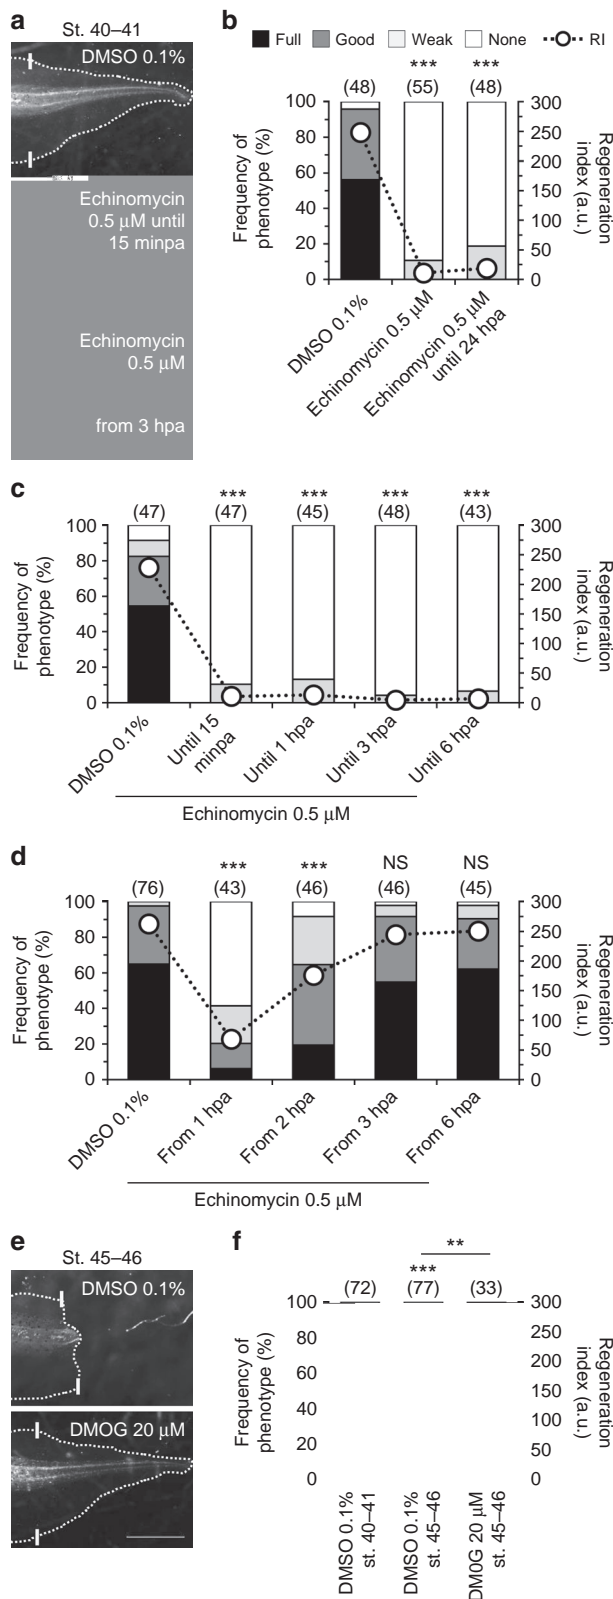 a
St. 40–41
DMSO 0.1%
Echinomycin
0.5 μM until
15 minpa
Echinomycin
0.5 μM
from 3 hpa
b
Full Good Weak None RI
*** ***
(48) (55) (48)
100 300
80 250
200
60
150
40
100
20 50
0 0
Frequency of
phenotype (%)
Regeneration
index (a.u.)
DMSO 0.1%
Echinomycin 0.5 μM
Echinomycin 0.5 μM
until 24 hpa
c
*** *** *** ***
(47) (47) (45) (48) (43)
100 300
80 250
200
60
150
40
100
20 50
0 0
Frequency of
phenotype (%)
Regeneration
index (a.u.)
DMSO 0.1%
Until 15
minpa
Until 1 hpa
Until 3 hpa
Until 6 hpa
Echinomycin 0.5 μM
d
*** *** NS NS
(76) (43) (46) (46) (45)
100 300
80 250
200
60
150
40
100
20 50
0 0
Frequency of
phenotype (%)
Regeneration
index (a.u.)
DMSO 0.1%
From 1 hpa
From 2 hpa
From 3 hpa
From 6 hpa
Echinomycin 0.5 μM
e
St. 45–46
DMSO 0.1%
DMOG 20 μM
f
**
***
(72) (77) (33)
100 300
80 250
200
60
150
40
100
20 50
0 0
Frequency of
phenotype (%)
Regeneration
index (a.u.)
DMSO 0.1%
st. 40–41
DMSO 0.1%
st. 45–46
DM0G 20 μM
st. 45–46